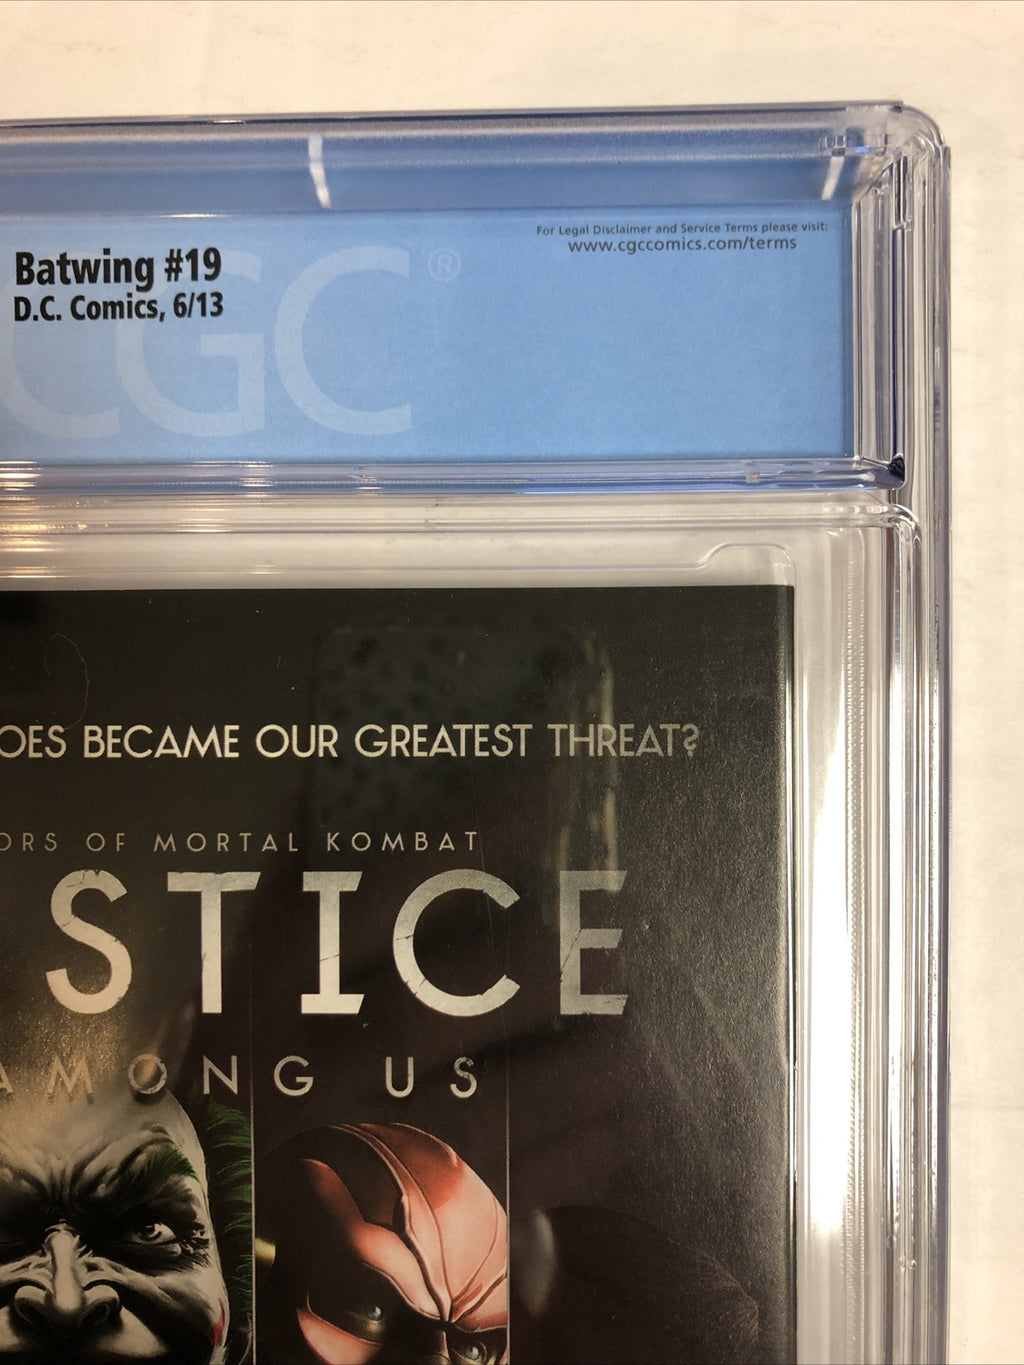 For Legal Disclaimer and Service Terms please visit:
www.cgccomics.com/terms
Batwing #19
D.C. Comics, 6/13
CGC®
OES BECAME OUR GREATEST THREAT?
ORS OF MORTAL KOMBAT
STICE
AMONG US